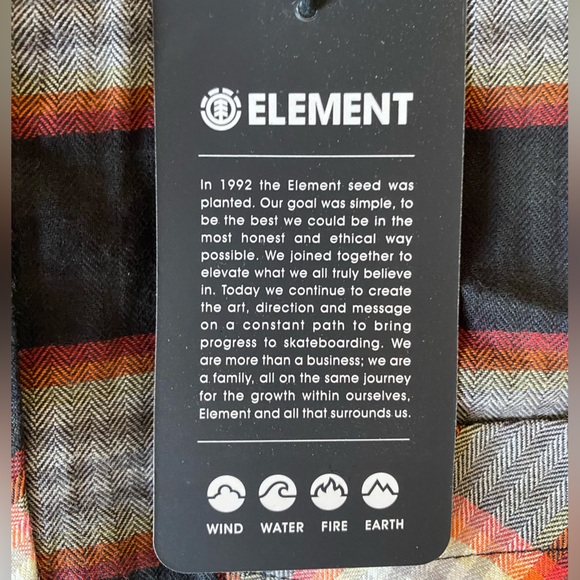 ELEMENT
In 1992 the Element seed was
planted. Our goal was simple, to
be the best we could be in the
most honest and ethical way
possible. We joined together to
elevate what we all truly believe
in. Today we continue to create
the art, direction and message
on a constant path to bring
progress to skateboarding. We
are more than a business; we are
a family, all on the same journey
for the growth within ourselves,
Element and all that surrounds us.
WIND WATER FIRE EARTH